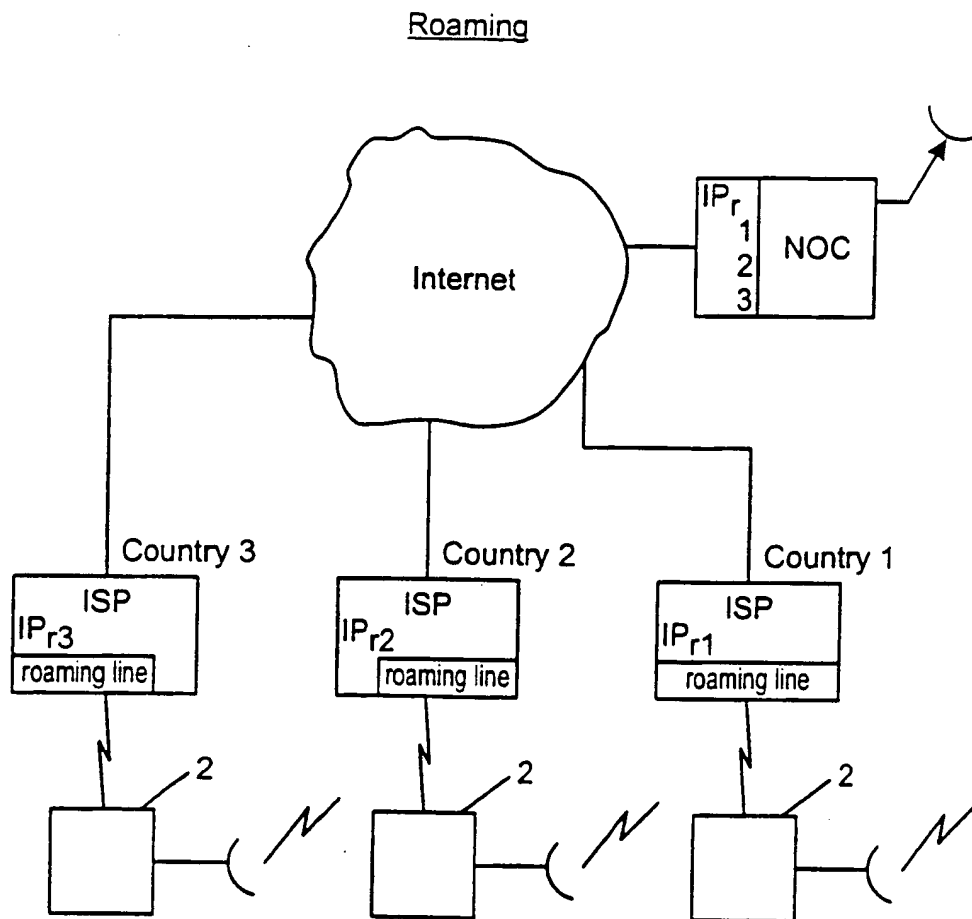 Roaming
IPr
1
2
3
NOC
Internet
Country 3
Country 2
Country 1
ISP
IPr3
roaming line
ISP
IPr2
roaming line
ISP
IPr1
roaming line
2
2
2